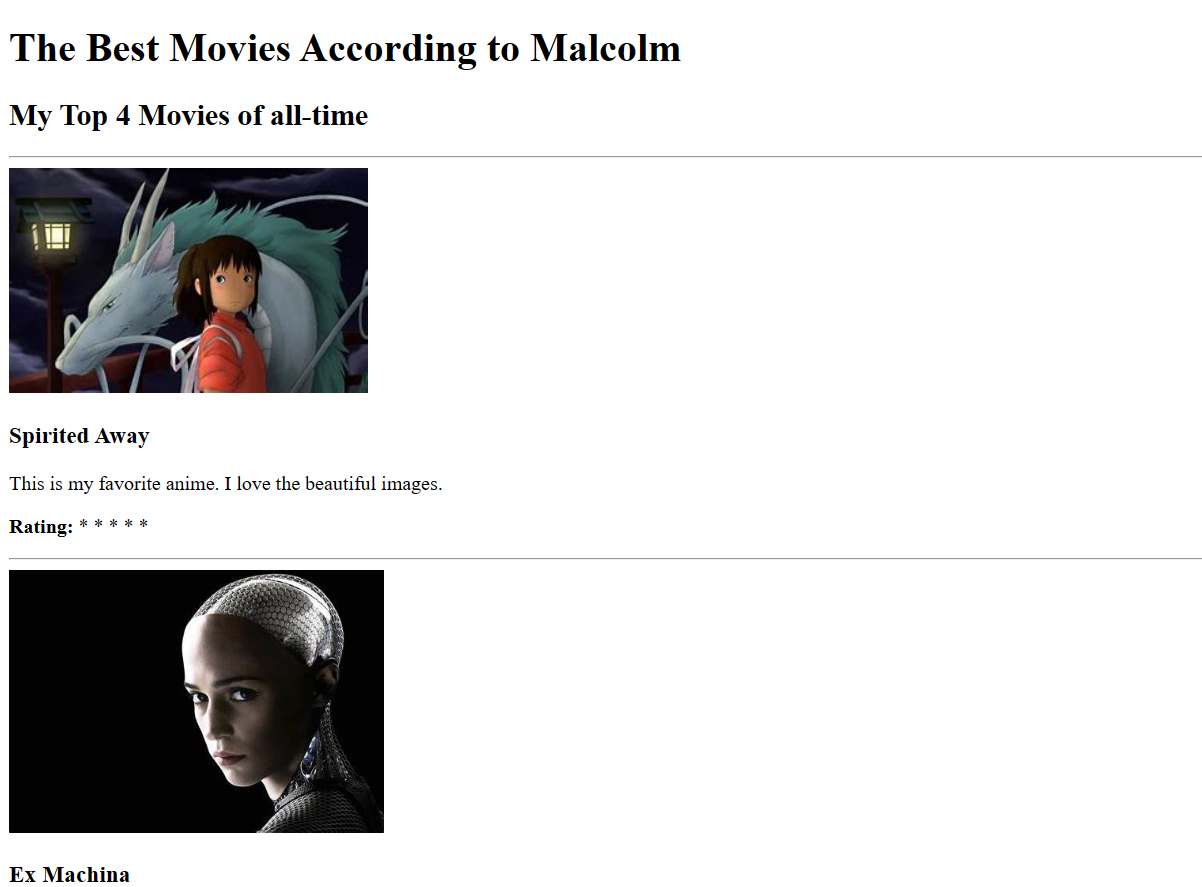 The Best Movies According to Malcolm
My Top 4 Movies of all-time
Spirited Away
This is my favorite anime. I love the beautiful images.
Rating: * * * * *
Ex Machina